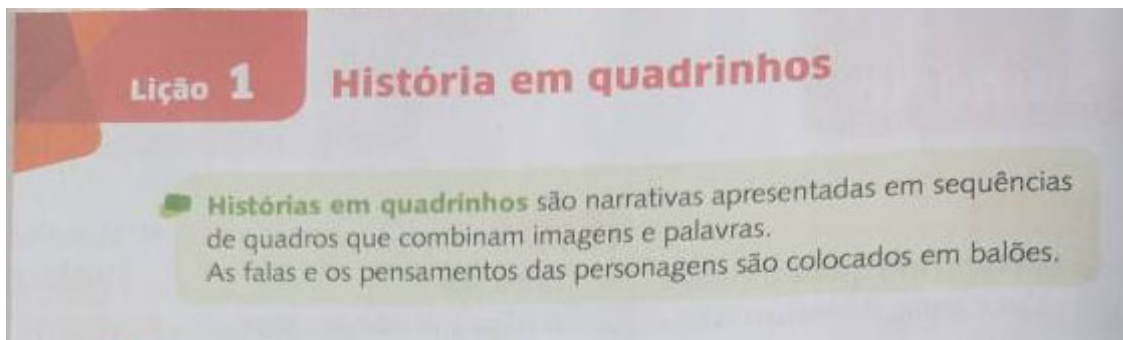 Lição 1 História em quadrinhos
Histórias em quadrinhos são narrativas apresentadas em sequências
de quadros que combinam imagens e palavras.
As falas e os pensamentos das personagens são colocados em balões.